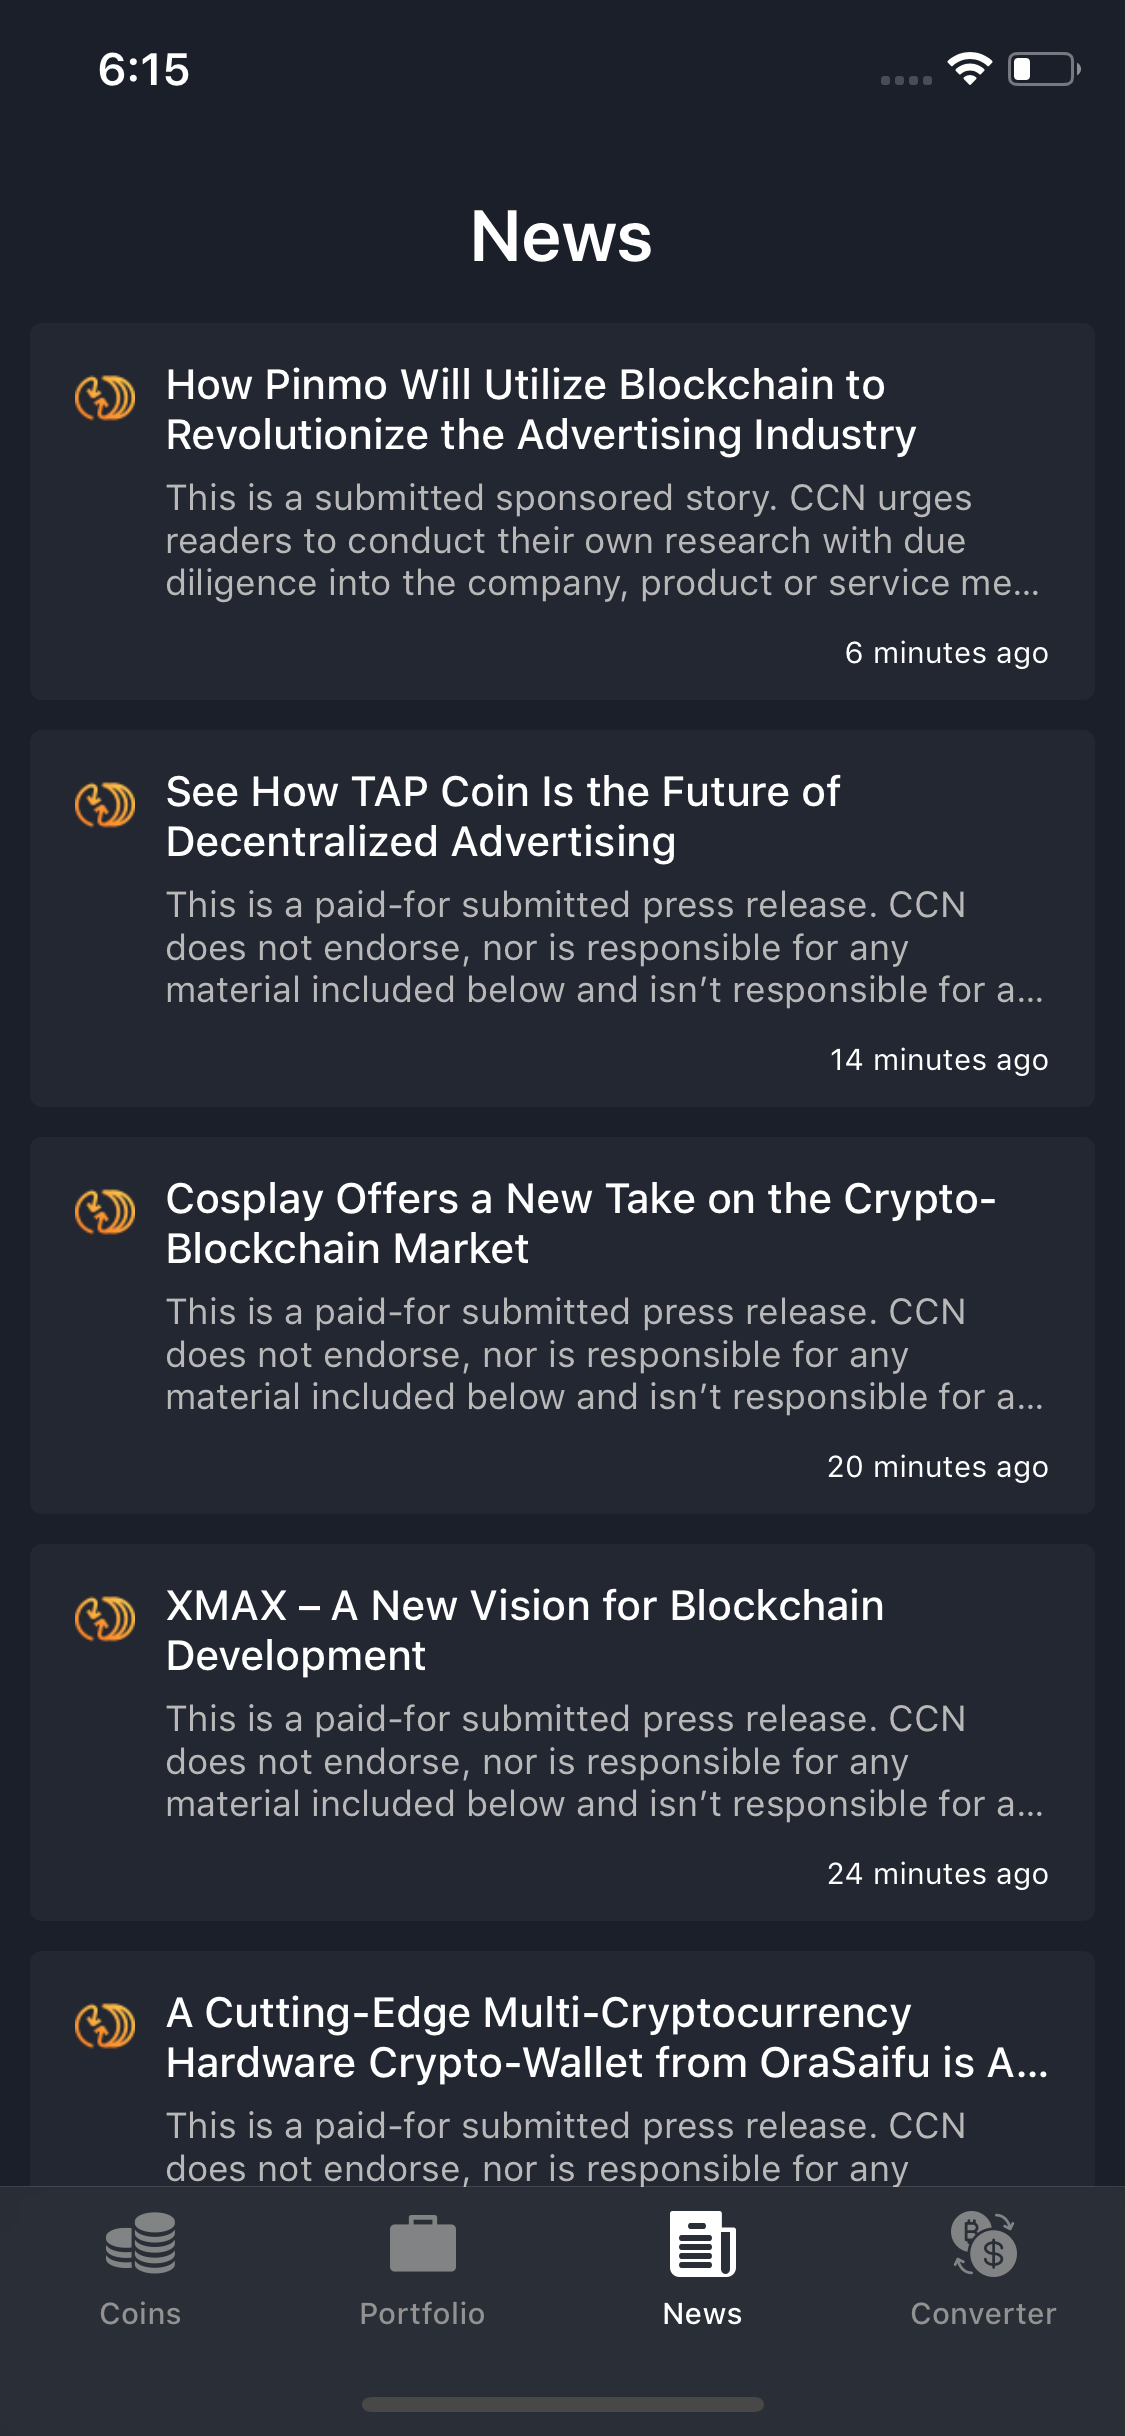 6:15
News
How Pinmo Will Utilize Blockchain to
Revolutionize the Advertising Industry
This is a submitted sponsored story. CCN urges
readers to conduct their own research with due
diligence into the company, product or service me...
6 minutes ago
See How TAP Coin Is the Future of
Decentralized Advertising
This is a paid-for submitted press release. CCN
does not endorse, nor is responsible for any
material included below and isn’t responsible for a...
14 minutes ago
Cosplay Offers a New Take on the Crypto-
Blockchain Market
This is a paid-for submitted press release. CCN
does not endorse, nor is responsible for any
material included below and isn’t responsible for a...
20 minutes ago
XMAX – A New Vision for Blockchain
Development
This is a paid-for submitted press release. CCN
does not endorse, nor is responsible for any
material included below and isn’t responsible for a...
24 minutes ago
A Cutting-Edge Multi-Cryptocurrency
Hardware Crypto-Wallet from OraSaifu is A...
This is a paid-for submitted press release. CCN
does not endorse, nor is responsible for any
Coins
Portfolio
News
Converter